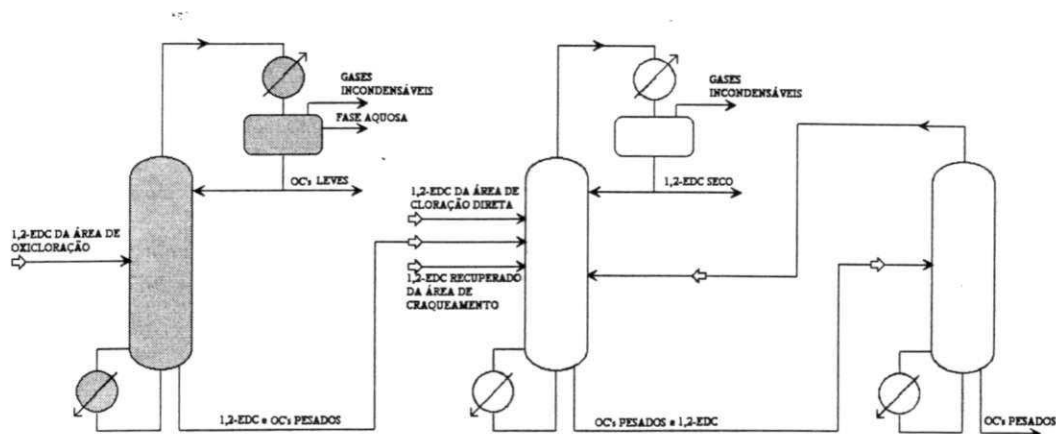 GASES
INCONDENSÁVEIS
FASE AQUOSA
OC's LEVES
1,2-EDC DA ÁREA DE
OXICLORAÇÃO
1,2-EDC e OC's PESADOS
GASES
INCONDENSÁVEIS
1,2-EDC SECO
1,2-EDC DA ÁREA DE
CLORAÇÃO DIRETA
1,2-EDC RECUPERADO
DA ÁREA DE
CRAQUEAMENTO
OC's PESADOS e 1,2-EDC
OC's PESADOS